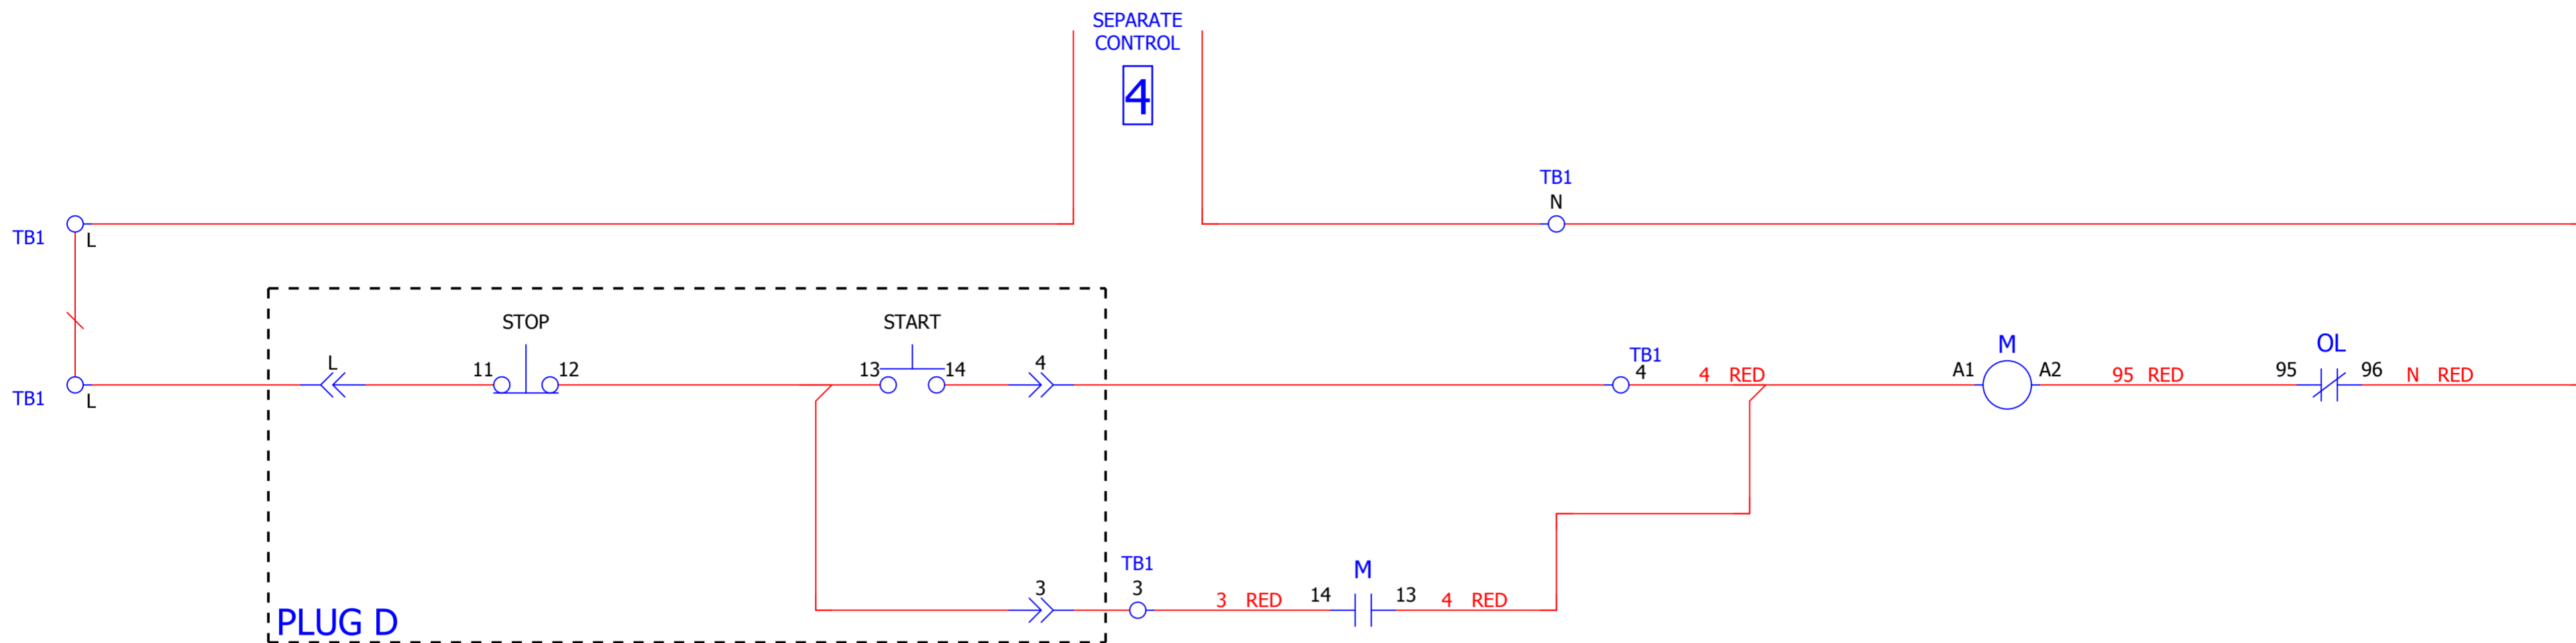 SEPARATE
CONTROL
4
TB1
N
TB1
L
STOP
START
L
11
12
13
14
4
TB1
4
4 RED
A1
M
A2
95 RED
95
OL
96
N RED
TB1
L
TB1
3
3
3 RED
14
M
13
4 RED
PLUG D